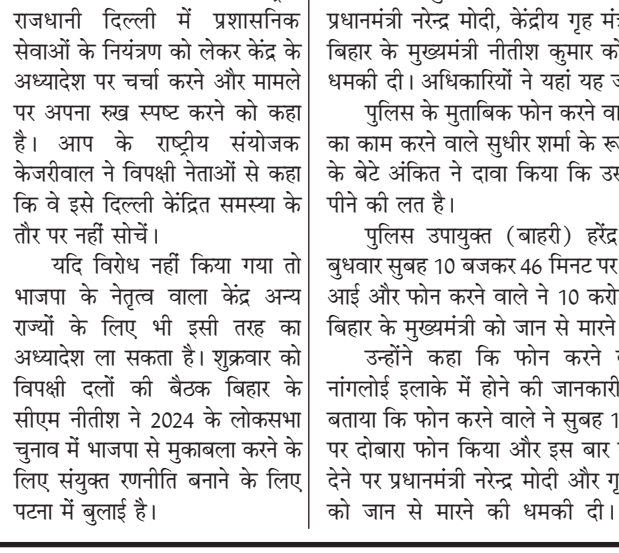 राजधानी दिल्ली में प्रशासनिक
सेवाओं के नियंत्रण को लेकर केंद्र के
अध्यादेश पर चर्चा करने और मामले
पर अपना रुख स्पष्ट करने को कहा
है। आप के राष्ट्रीय संयोजक
केजरीवाल ने विपक्षी नेताओं से कहा
कि वे इसे दिल्ली केंद्रित समस्या के
तौर पर नहीं सोचें।
यदि विरोध नहीं किया गया तो
भाजपा के नेतृत्व वाला केंद्र अन्य
राज्यों के लिए भी इसी तरह का
अध्यादेश ला सकता है। शुक्रवार को
विपक्षी दलों की बैठक बिहार के
सीएम नीतीश ने 2024 के लोकसभा
चुनाव में भाजपा से मुकाबला करने के
लिए संयुक्त रणनीति बनाने के लिए
पटना में बुलाई है।
प्रधानमंत्री नरेन्द्र मोदी, केंद्रीय गृह
बिहार के मुख्यमंत्री नीतीश कुमार
धमकी दी। अधिकारियों ने यहां यह
पुलिस के मुताबिक फोन करने
का काम करने वाले सुधीर शर्मा के
के बेटे अंकित ने दावा किया कि
पीने की लत है।
पुलिस उपायुक्त (बाहरी) हरेंद्र
बुधवार सुबह 10 बजकर 46 मिनट पर
आई और फोन करने वाले ने 10
बिहार के मुख्यमंत्री को जान से मारने
उन्होंने कहा कि फोन करने
नांगलोई इलाके में होने की जानकारी
बताया कि फोन करने वाले ने सुबह
पर दोबारा फोन किया और इस बार
देने पर प्रधानमंत्री नरेन्द्र मोदी और
को जान से मारने की धमकी दी।